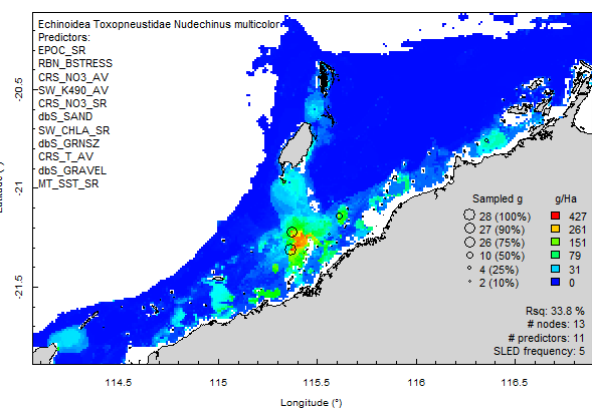 Echinoidea Toxopneustidae Nudechinus multicolor
Predictors:
EPOC_SR
RBN_BSTRESS
CRS_NO3_AV
SW_K490_AV
CRS_NO3_SR
dbS_SAND
SW_CHLA_SR
dbS_GRNSZ
CRS_T_AV
dbS_GRAVEL
MT_SST_SR
-20.5
-21
-21.5
Sampled g
28 (100%)
27 (90%)
26 (75%)
10 (50%)
4 (25%)
2 (10%)
g/Ha
427
261
151
79
31
0
Rsq: 33.8 %
# nodes: 13
# predictors: 11
SLED frequency: 5
114.5 115 115.5 116 116.5
Longitude (°)